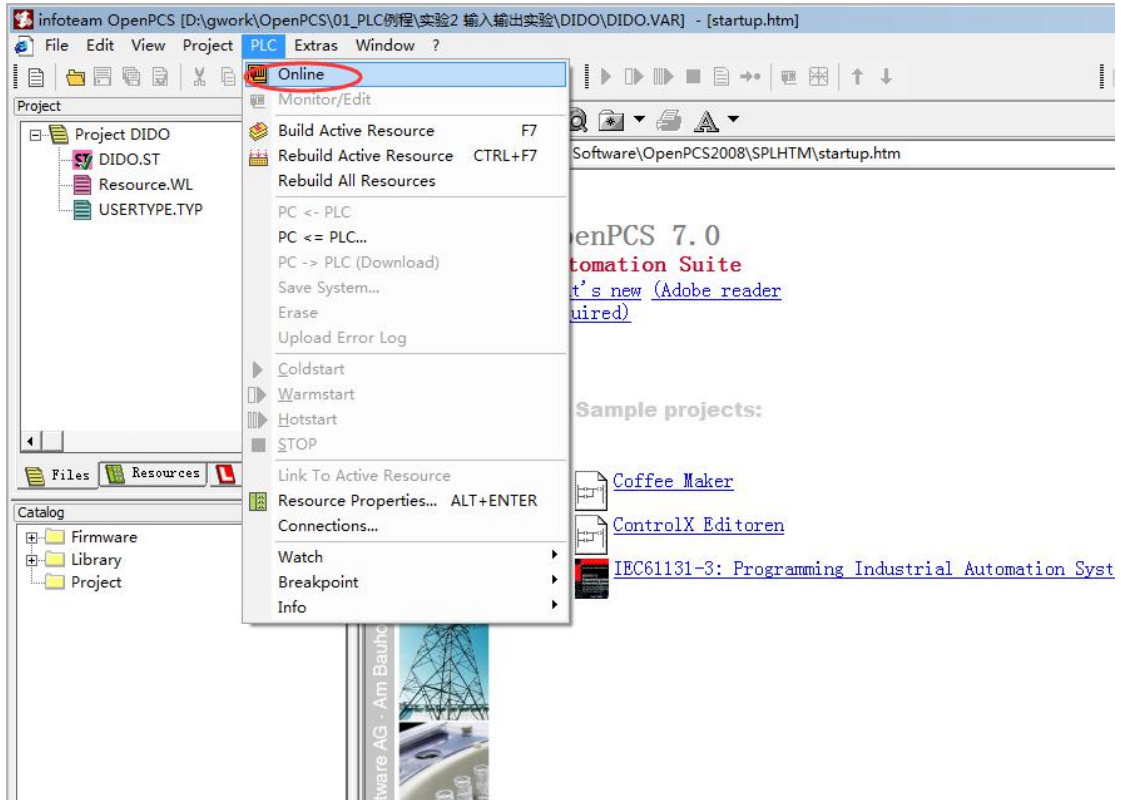 infoteam OpenPCS [D:\gwork\OpenPCS\01_PLC例程\实验2 输入输出实验\DIDO\DIDO.VAR] - [startup.htm]
File Edit View Project PLC Extras Window ?
Project
Project DIDO
DIDO.ST
Resource.WL
USERTYPE.TYP
Files Resources
Catalog
Firmware
Library
Project
Online
Monitor/Edit
Build Active Resource F7
Rebuild Active Resource CTRL+F7
Rebuild All Resources
PC <- PLC
PC <= PLC...
PC -> PLC (Download)
Save System...
Erase
Upload Error Log
Coldstart
Warmstart
Hotstart
STOP
Link To Active Resource
Resource Properties... ALT+ENTER
Connections...
Watch
Breakpoint
Info
Software\OpenPCS2008\SPLHTM\startup.htm
enPCS 7.0
tomation Suite
t's new (Adobe reader
uired)
Sample projects:
Coffee Maker
ControlX Editoren
IEC61131-3: Programming Industrial Automation Syst
tware AG · Am Bauho